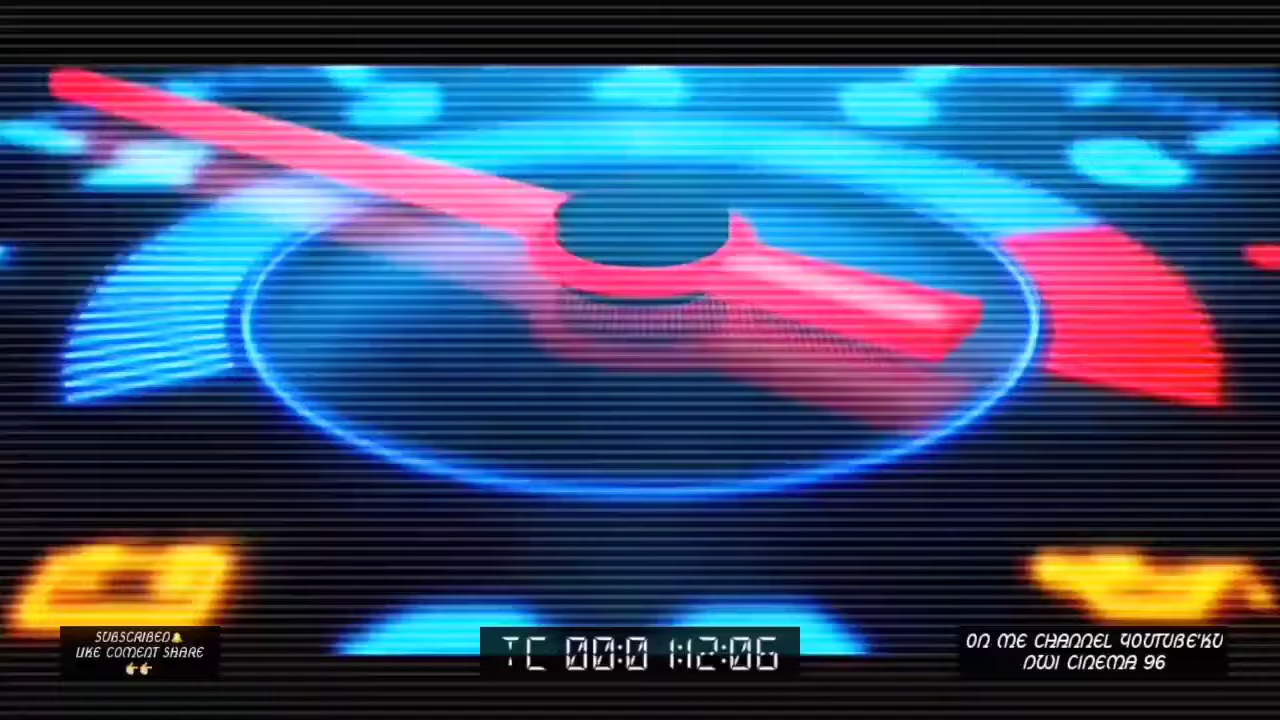 SUBSCRIBED🔔
LIKE COMENT SHARE
👉👉
TC 00:01:12:06
ON ME CHANNEL YOUTUBE'KU
DWI CINEMA 96